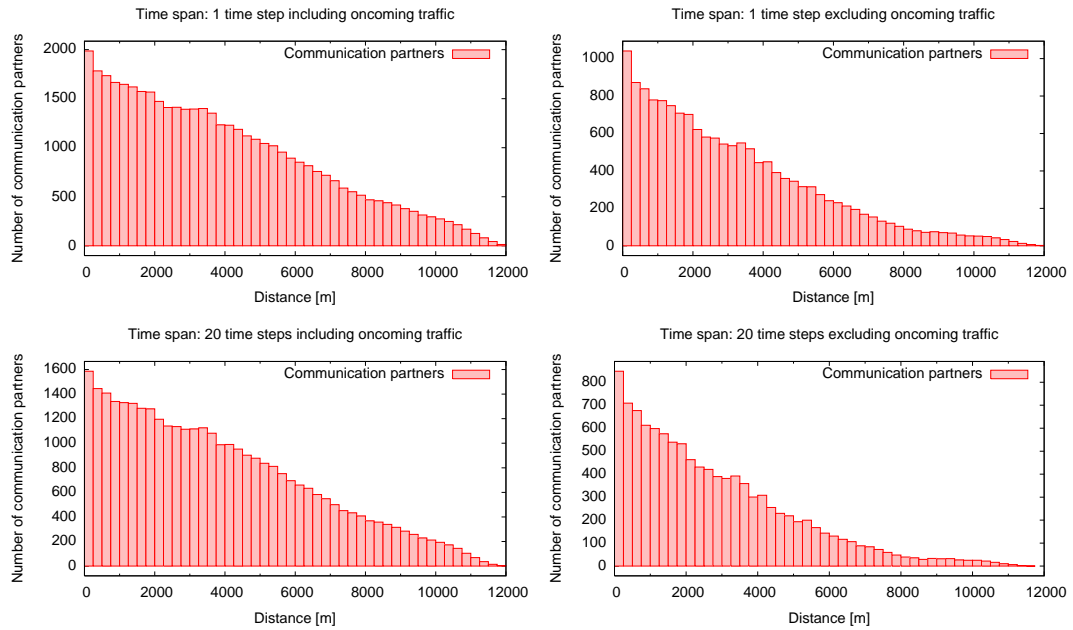 Time span: 1 time step including oncoming traffic
Number of communication partners
2000
1500
1000
500
0
Communication partners
0 2000 4000 6000 8000 10000 12000
Distance [m]
Time span: 1 time step excluding oncoming traffic
Number of communication partners
1000
800
600
400
200
0
Communication partners
0 2000 4000 6000 8000 10000 12000
Distance [m]
Time span: 20 time steps including oncoming traffic
Number of communication partners
1600
1400
1200
1000
800
600
400
200
0
Communication partners
0 2000 4000 6000 8000 10000 12000
Distance [m]
Time span: 20 time steps excluding oncoming traffic
Number of communication partners
800
700
600
500
400
300
200
100
0
Communication partners
0 2000 4000 6000 8000 10000 12000
Distance [m]